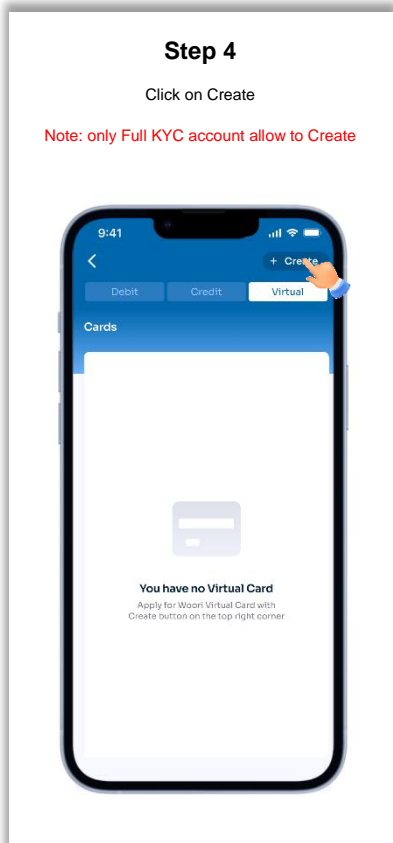 Step 4
Click on Create
Note: only Full KYC account allow to Create
9:41
+ Create
Debit
Credit
Virtual
Cards
You have no Virtual Card
Apply for Woori Virtual Card with
Create button on the top right corner